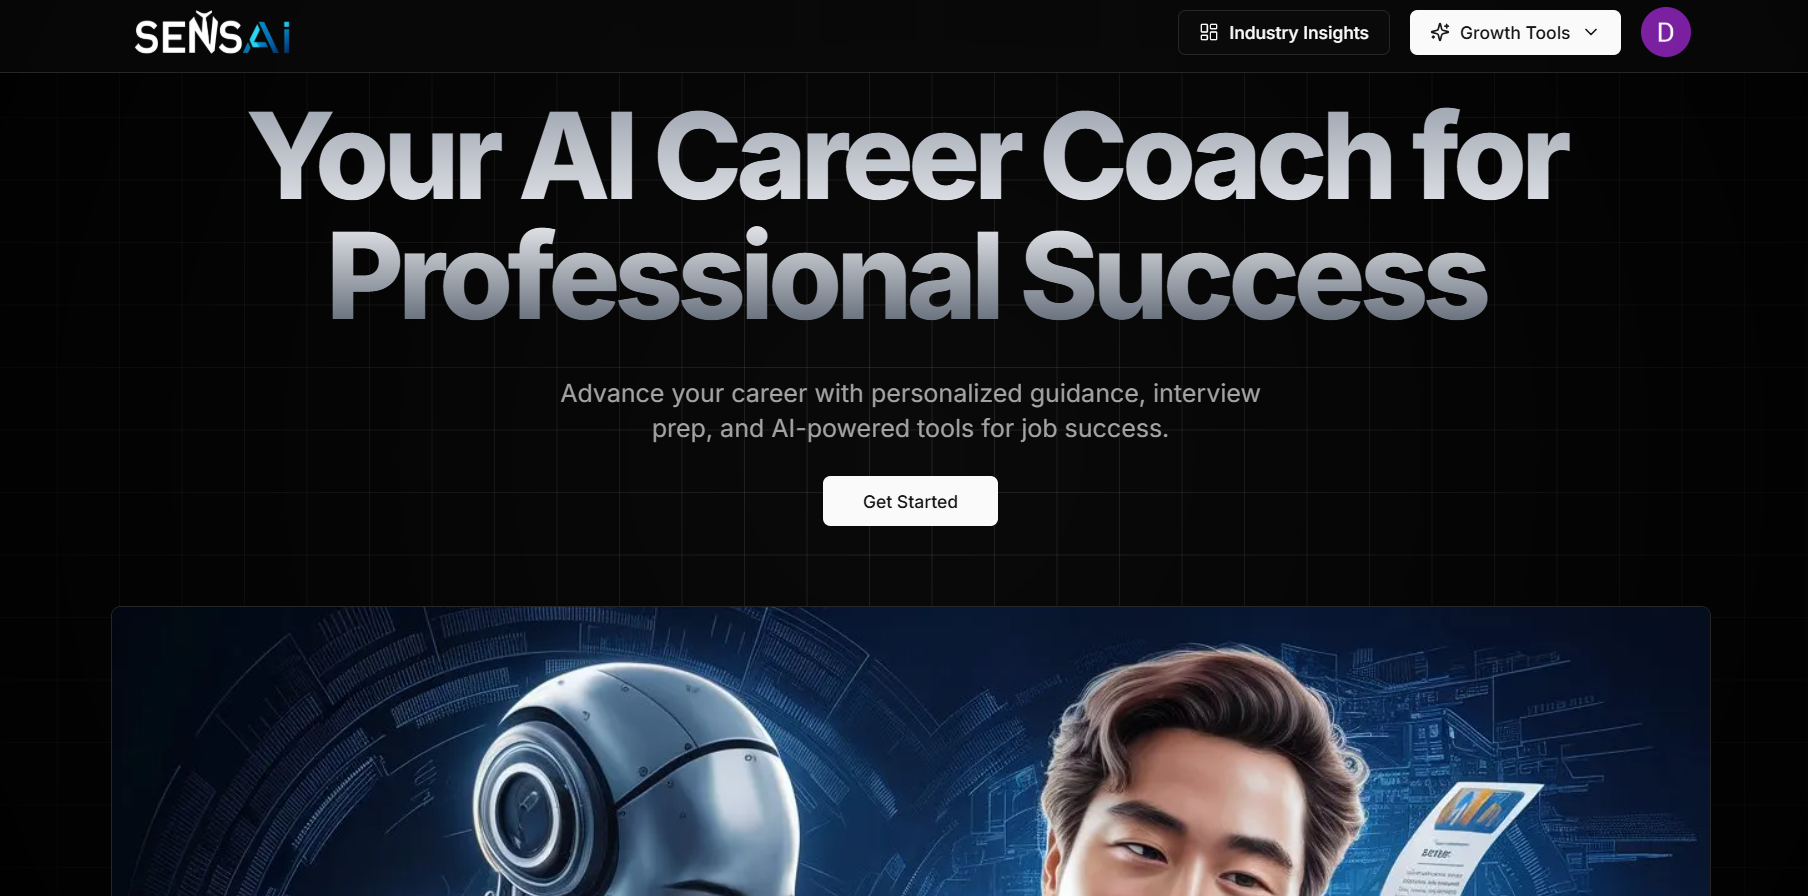 SENSAi
Industry Insights
Growth Tools
D
Your AI Career Coach for
Professional Success
Advance your career with personalized guidance, interview
prep, and AI-powered tools for job success.
Get Started